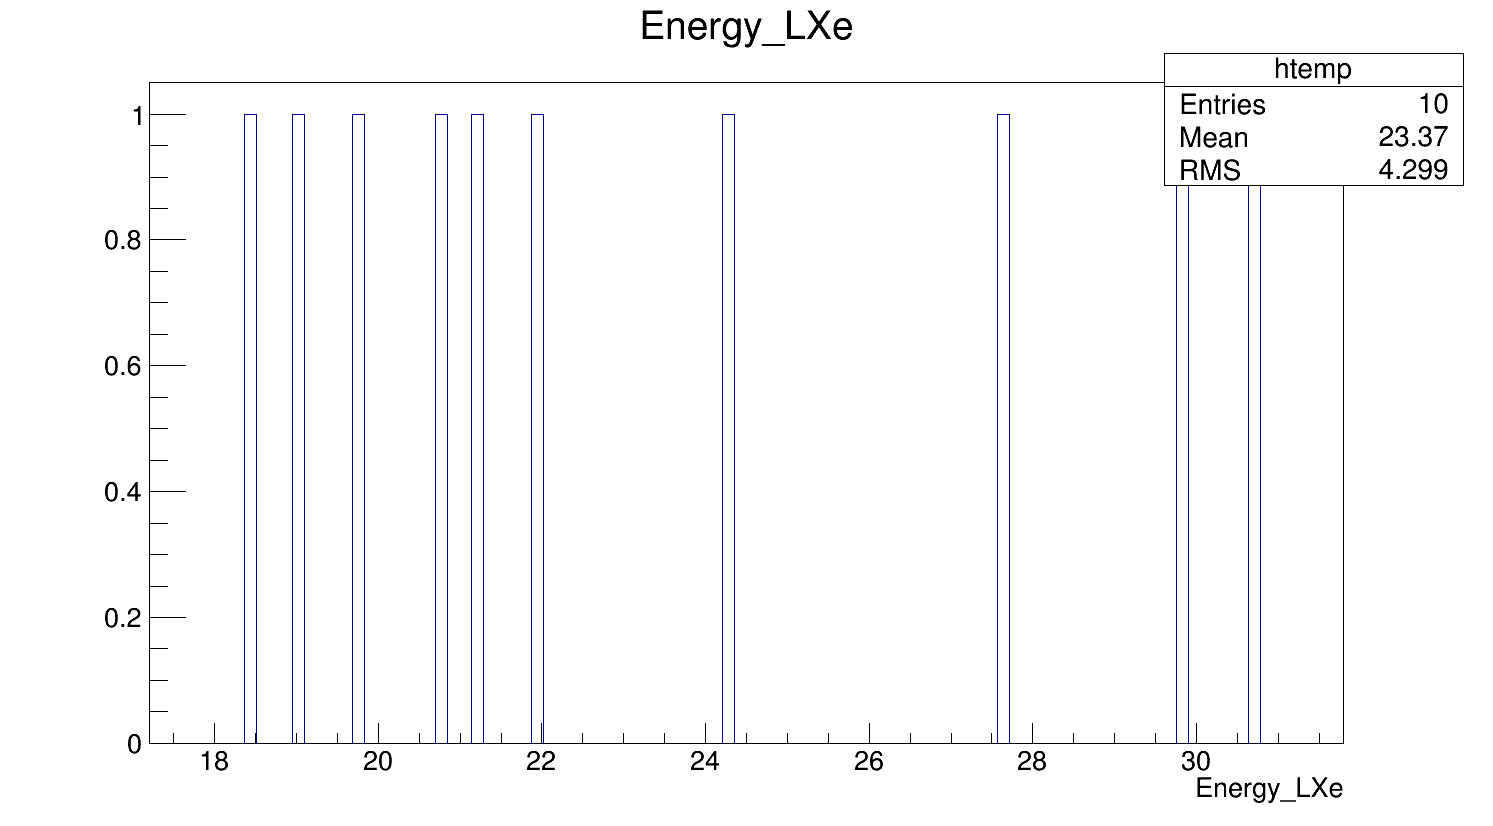 Energy_LXe
htemp
Entries 10
Mean 23.37
RMS 4.299
1
0.8
0.6
0.4
0.2
0
18 20 22 24 26 28 30
Energy_LXe